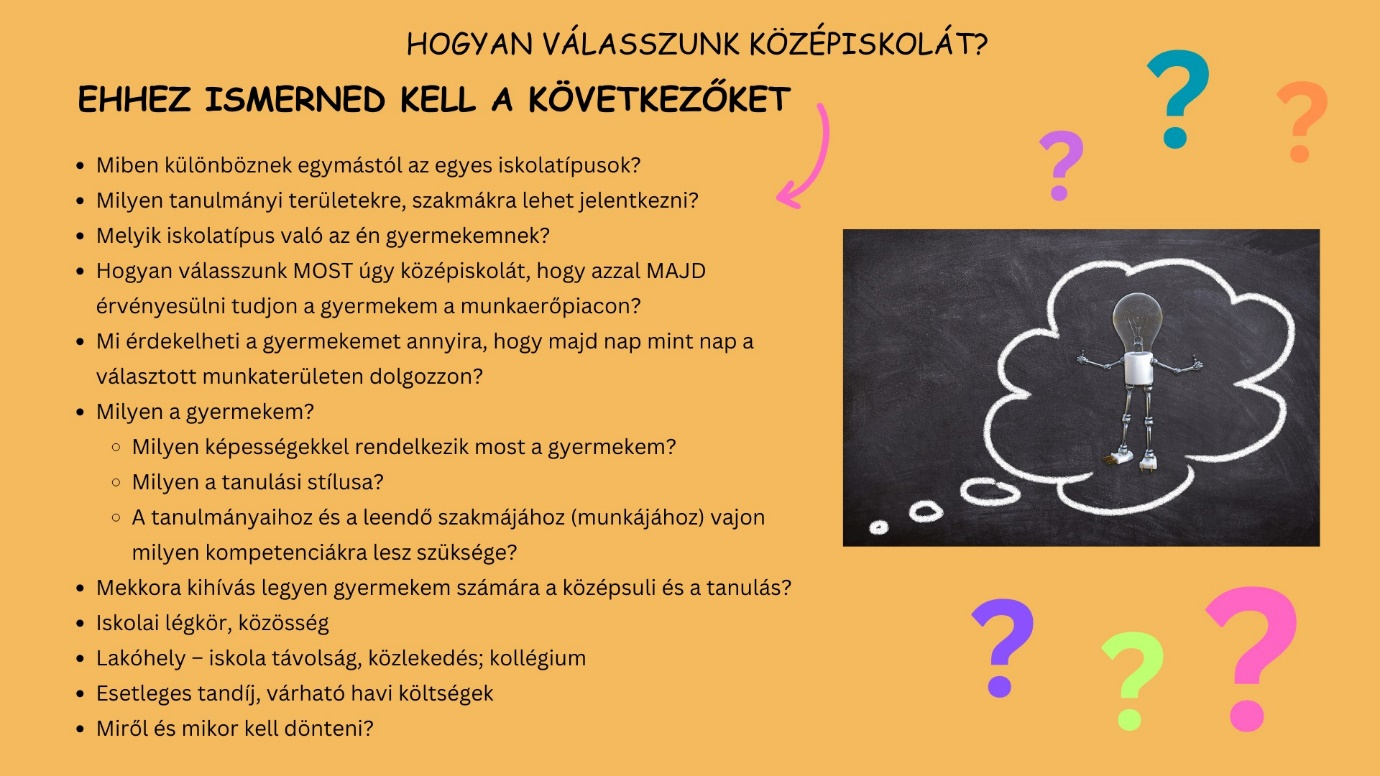 HOGYAN VÁLASSZUNK KÖZÉPISKOLÁT?
EHHEZ ISMERNED KELL A KÖVETKEZŐKET
• Miben különböznek egymástól az egyes iskolatípusok?
• Milyen tanulmányi területekre, szakmákra lehet jelentkezni?
• Melyik iskolatípus való az én gyermekemnek?
• Hogyan válasszunk MOST úgy középiskolát, hogy azzal MAJD
érvényesülni tudjon a gyermekem a munkaerőpiacon?
• Mi érdekelheti a gyermekemet annyira, hogy majd nap mint nap a
választott munkaterületen dolgozzon?
• Milyen a gyermekem?
○ Milyen képességekkel rendelkezik most a gyermekem?
○ Milyen a tanulási stílusa?
○ A tanulmányaihoz és a leendő szakmájához (munkájához) vajon
milyen kompetenciákra lesz szüksége?
• Mekkora kihívás legyen gyermekem számára a középsuli és a tanulás?
• Iskolai légkör, közösség
• Lakóhely – iskola távolság, közlekedés; kollégium
• Esetleges tandíj, várható havi költségek
• Miről és mikor kell dönteni?
? ? ?
? ? ?